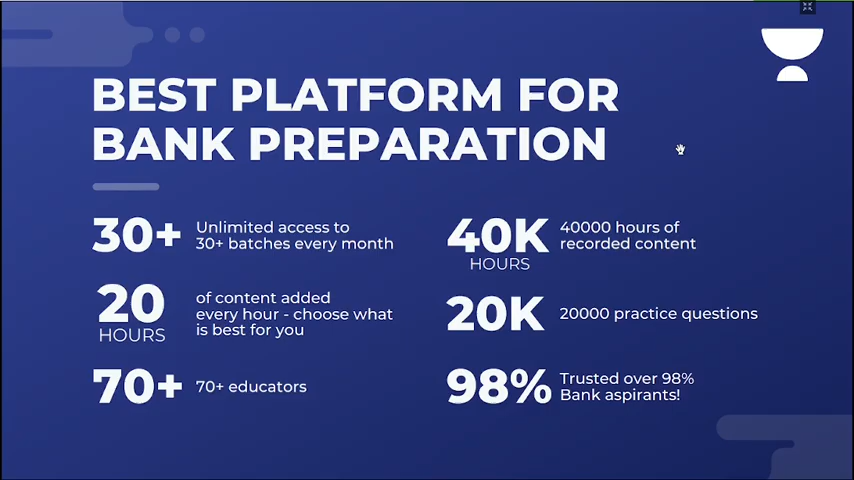 BEST PLATFORM FOR
BANK PREPARATION
30+
Unlimited access to
30+ batches every month
20
HOURS
of content added
every hour - choose what
is best for you
70+
70+ educators
40K
HOURS
40000 hours of
recorded content
20K
20000 practice questions
98%
Trusted over 98%
Bank aspirants!